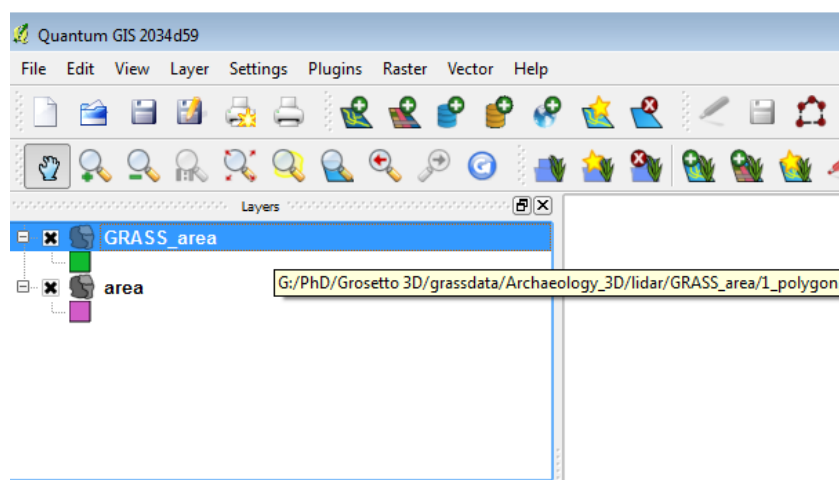 Quantum GIS 2034d59
File Edit View Layer Settings Plugins Raster Vector Help
Layers
GRASS_area
G:/PhD/Grosetto 3D/grassdata/Archaeology_3D/lidar/GRASS_area/1_polygon
area